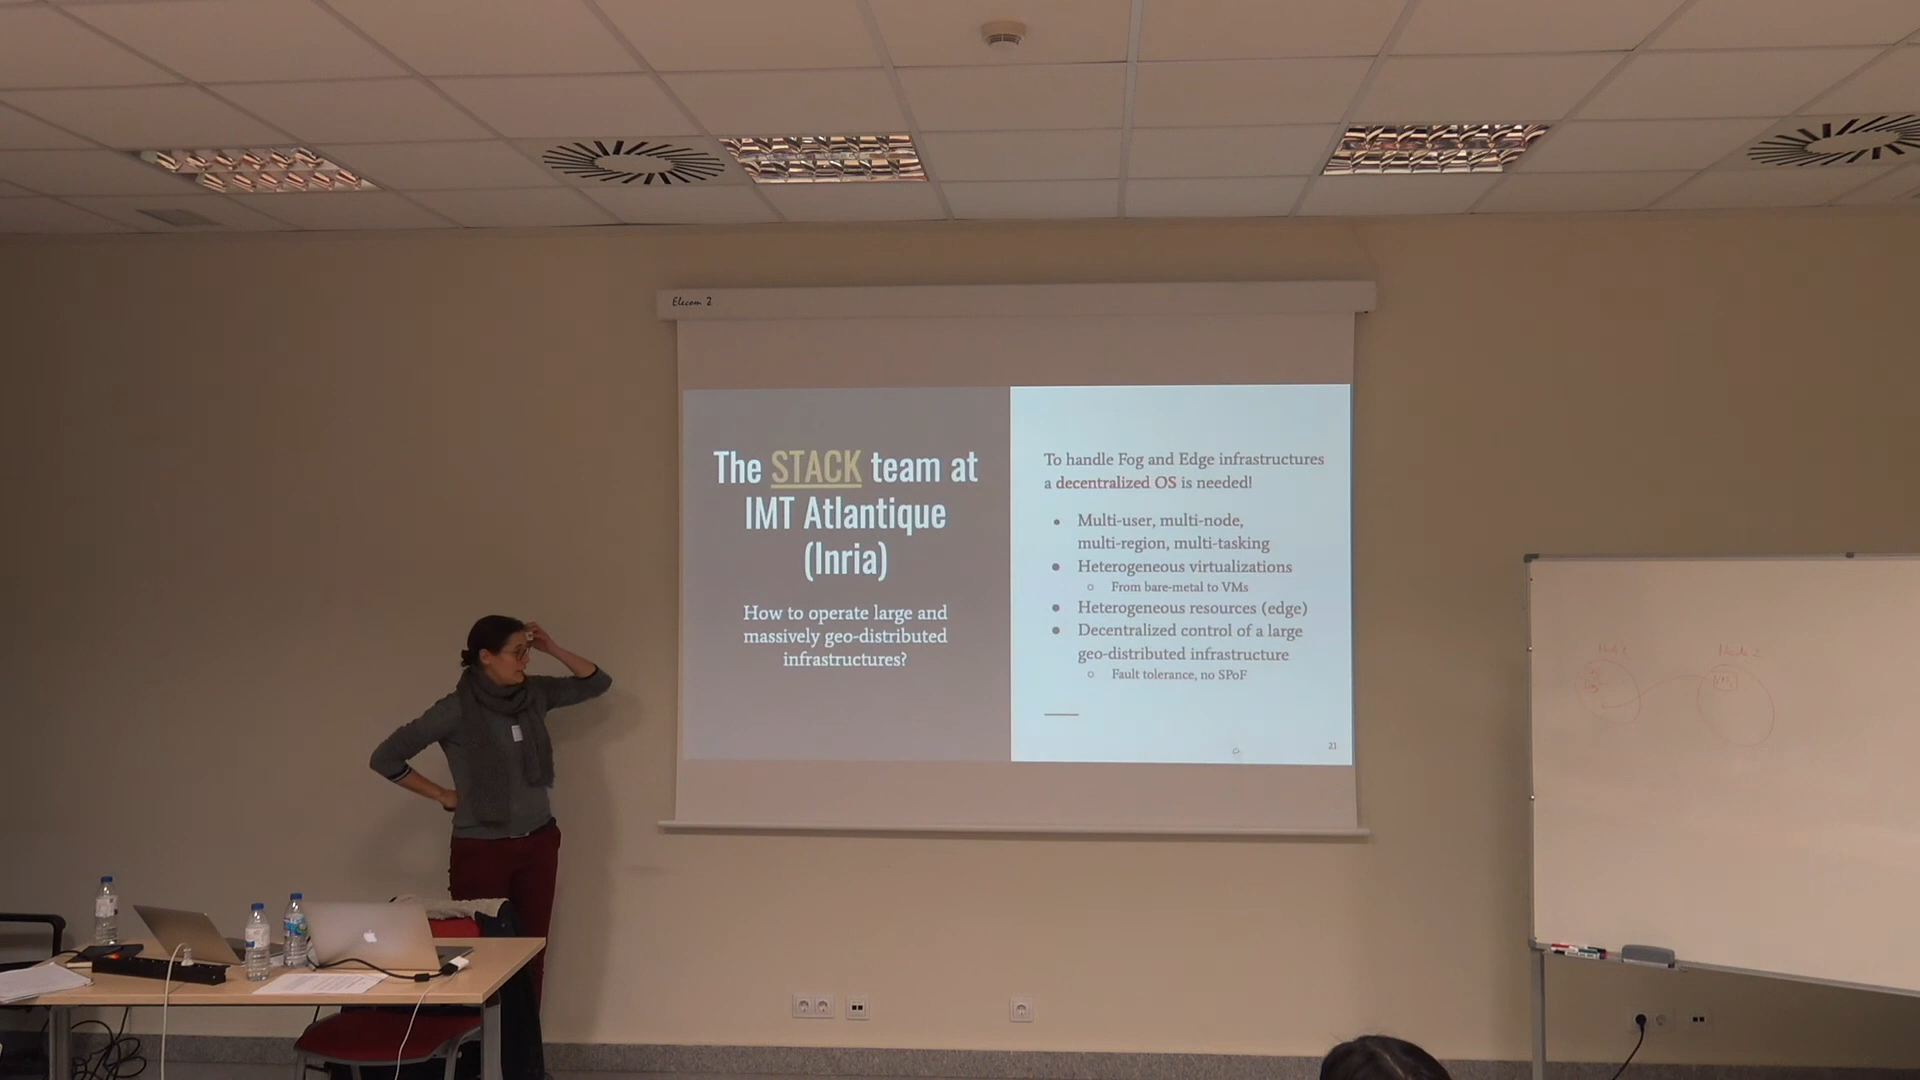 Elecom 2
The STACK team at
IMT Atlantique
(Inria)
How to operate large and
massively geo-distributed
infrastructures?
To handle Fog and Edge infrastructures
a decentralized OS is needed!
● Multi-user, multi-node,
multi-region, multi-tasking
● Heterogeneous virtualizations
○ From bare-metal to VMs
● Heterogeneous resources (edge)
● Decentralized control of a large
geo-distributed infrastructure
○ Fault tolerance, no SPoF
21
Node 2